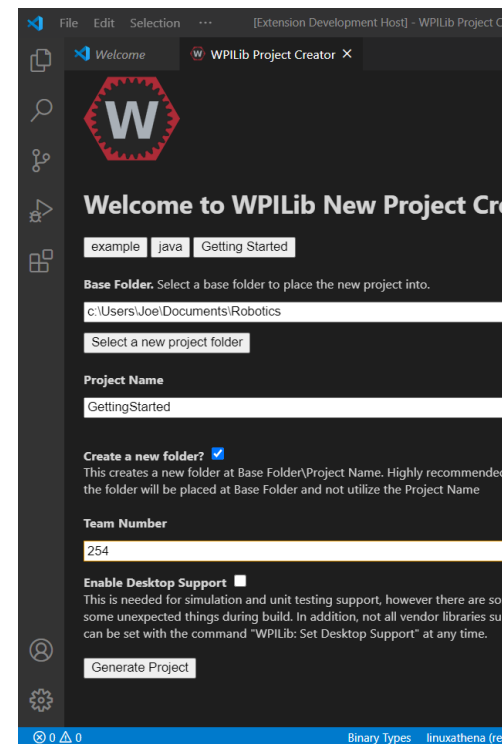 File Edit Selection ··· [Extension Development Host] - WPILib Project
Welcome WPILib Project Creator ×
W
Welcome to WPILib New Project
example java Getting Started
Base Folder. Select a base folder to place the new project into.
c:\Users\Joe\Documents\Robotics
Select a new project folder
Project Name
GettingStarted
Create a new folder?
This creates a new folder at Base Folder\Project Name. Highly recommended
the folder will be placed at Base Folder and not utilize the Project Name
Team Number
254
Enable Desktop Support
This is needed for simulation and unit testing support, however there are so
some unexpected things during build. In addition, not all vendor libraries su
can be set with the command "WPILib: Set Desktop Support" at any time.
Generate Project
0 0 Binary Types linuxathena (re